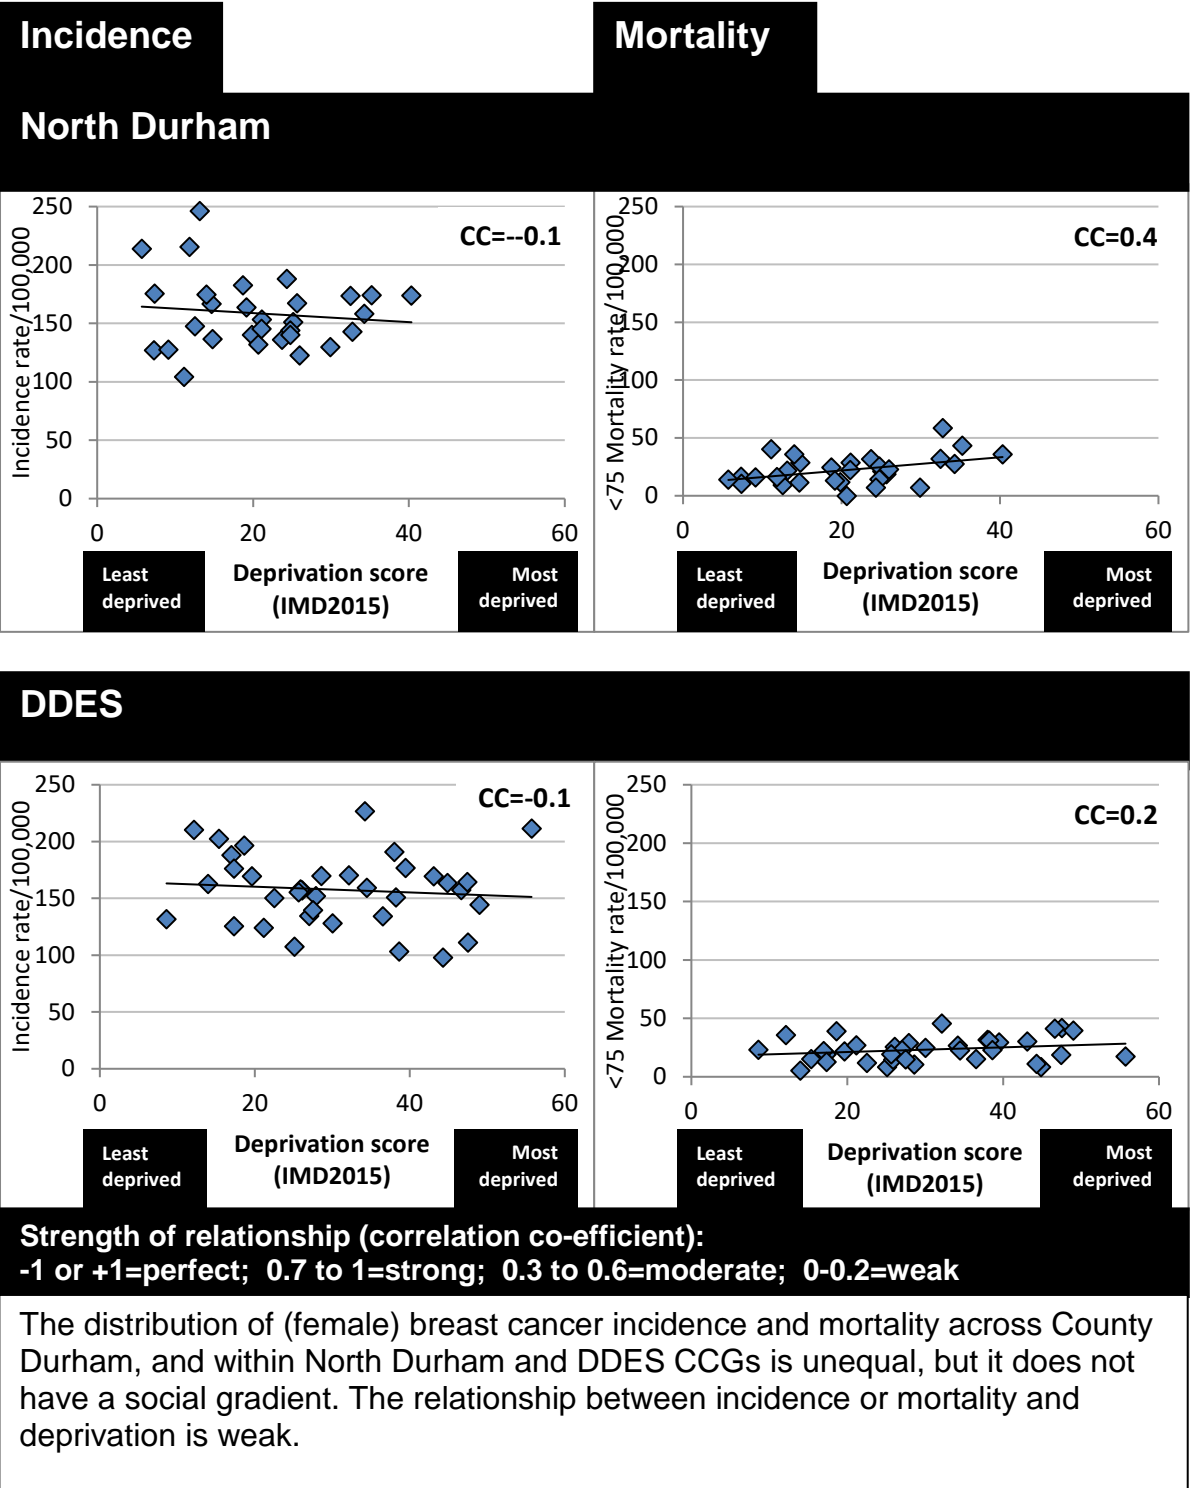 Incidence
Mortality
North Durham
250
200
150
100
50
0
0
20
40
60
Incidence rate/100,000
CC=--0.1
Least
deprived
Deprivation score
(IMD2015)
Most
deprived
250
200
100
50
0
0
20
40
60
<75 Mortality rate/100,000
CC=0.4
Least
deprived
Deprivation score
(IMD2015)
Most
deprived
DDES
250
200
150
100
50
0
0
20
40
60
Incidence rate/100,000
CC=-0.1
Least
deprived
Deprivation score
(IMD2015)
Most
deprived
250
200
100
50
0
0
20
40
60
<75 Mortality rate/100,000
CC=0.2
Least
deprived
Deprivation score
(IMD2015)
Most
deprived
Strength of relationship (correlation co-efficient):
-1 or +1=perfect;  0.7 to 1=strong;  0.3 to 0.6=moderate;  0-0.2=weak
The distribution of (female) breast cancer incidence and mortality across County
Durham, and within North Durham and DDES CCGs is unequal, but it does not
have a social gradient. The relationship between incidence or mortality and
deprivation is weak.